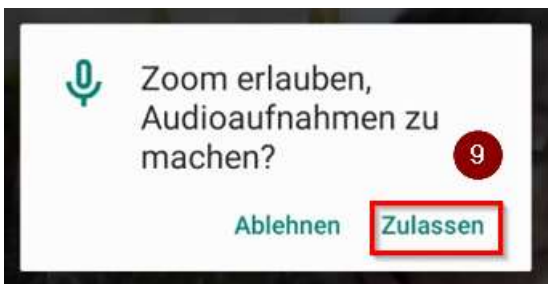 Zoom erlauben,
Audioaufnahmen zu
machen?
9
Ablehnen Zulassen